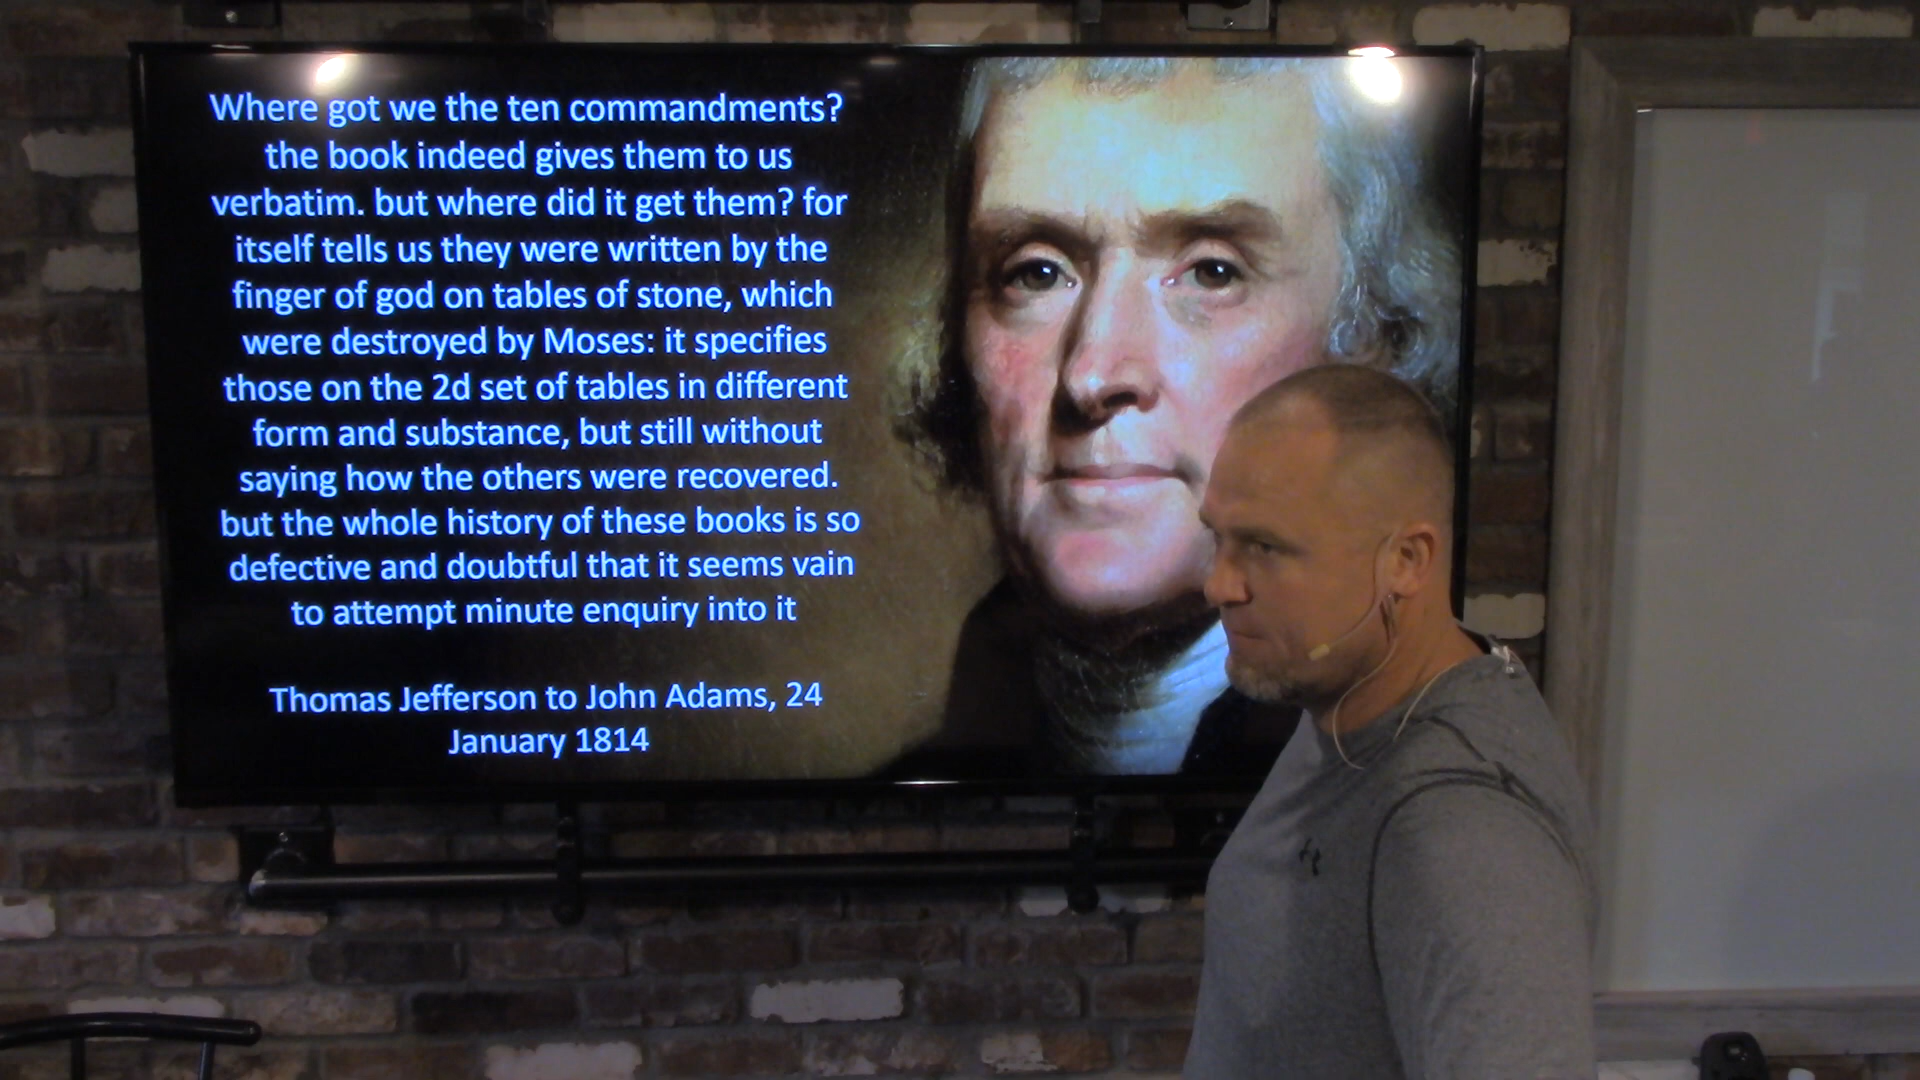 Where got we the ten commandments?
the book indeed gives them to us
verbatim. but where did it get them? for
itself tells us they were written by the
finger of god on tables of stone, which
were destroyed by Moses: it specifies
those on the 2d set of tables in different
form and substance, but still without
saying how the others were recovered.
but the whole history of these books is so
defective and doubtful that it seems vain
to attempt minute enquiry into it
Thomas Jefferson to John Adams, 24
January 1814